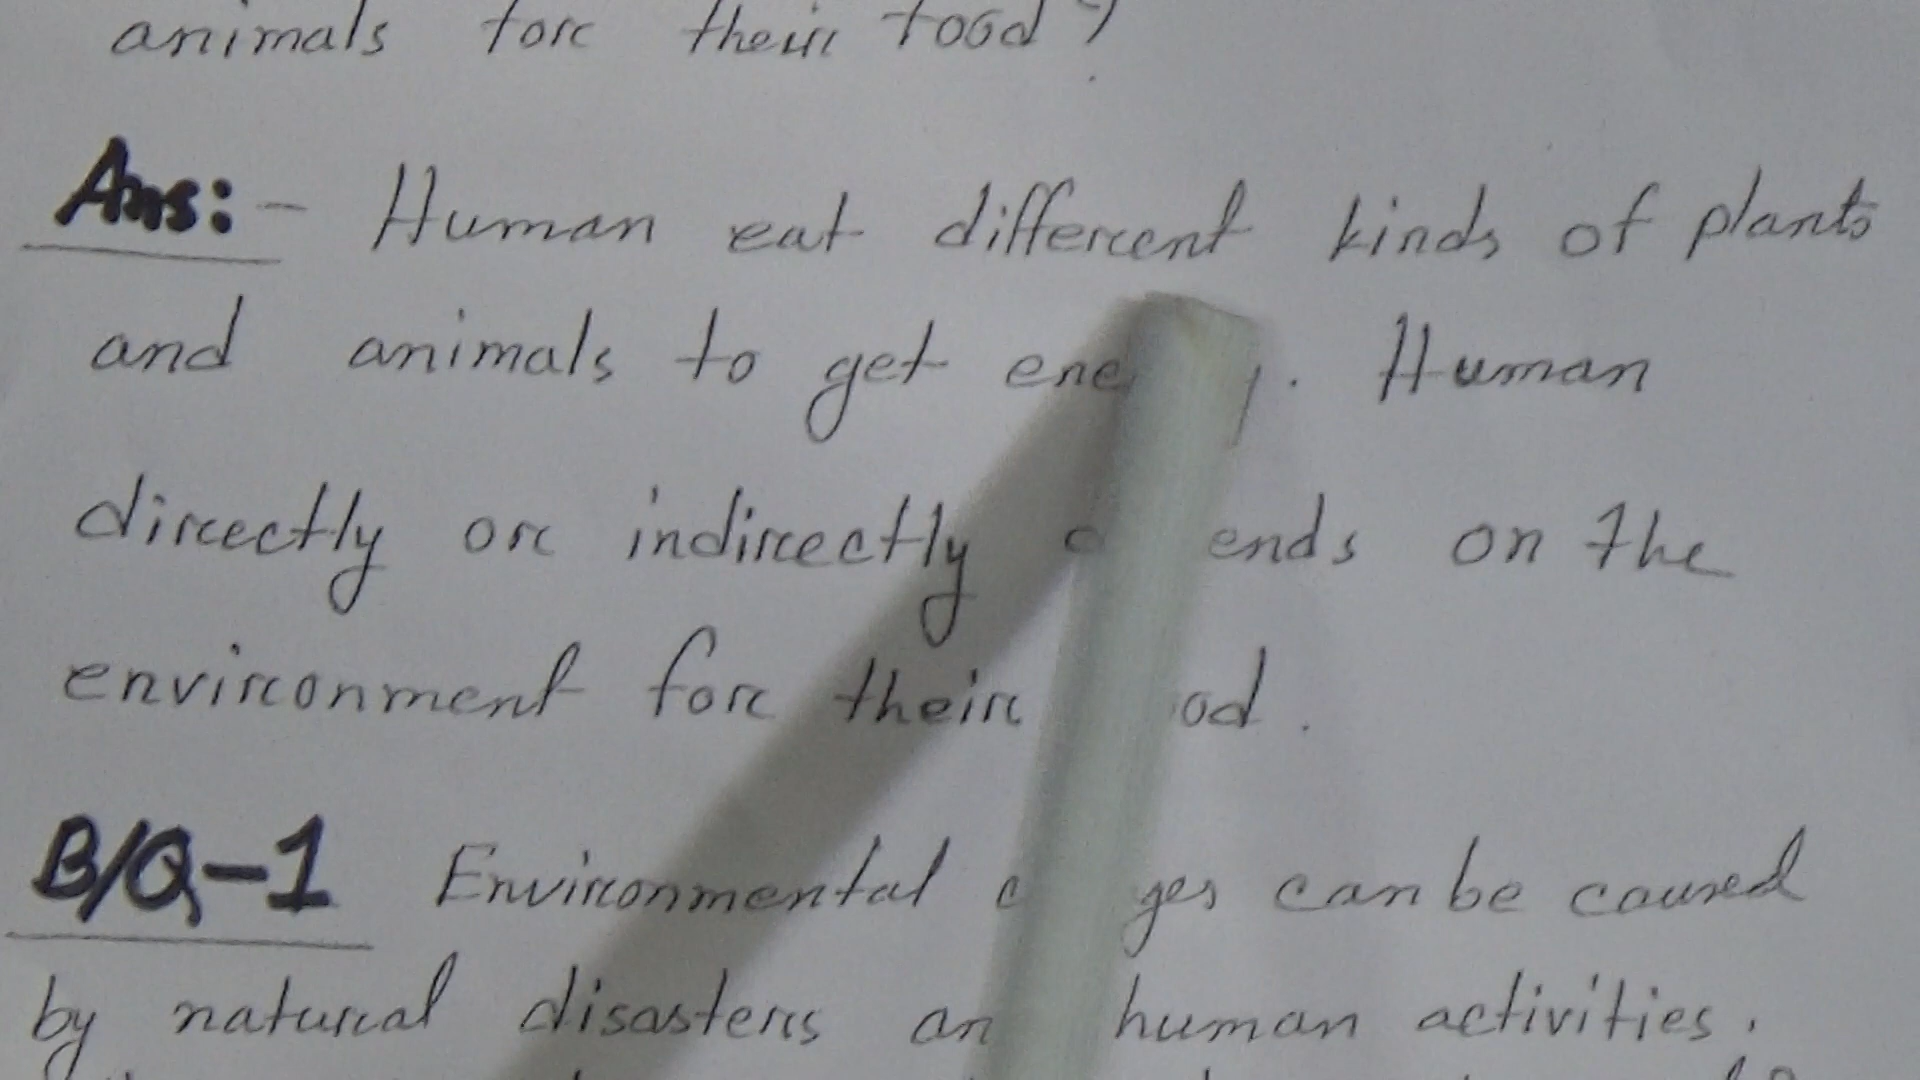 animals for their food?
Ans:- Human eat different kinds of plants
and animals to get ene y. Human
directly or indirectly d ends on the
environment for their od.
B/Q-1 Environmental c ges can be caused
by natural disasters an human activities.